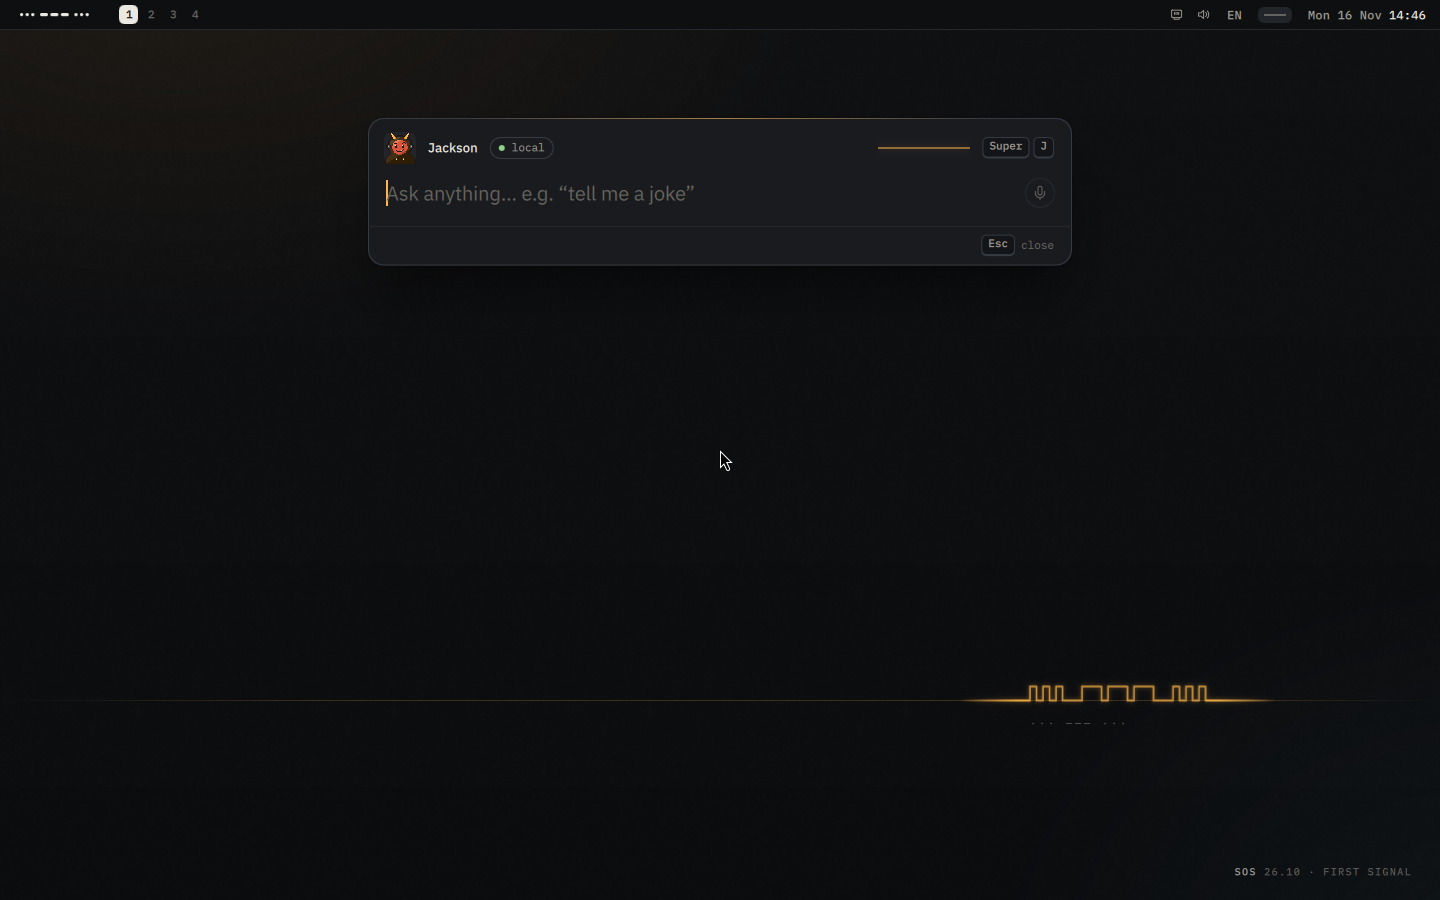 1 2 3 4
EN
Mon 16 Nov 14:46
Jackson
local
Super J
Ask anything... e.g. “tell me a joke”
Esc close
... ——— ...
SOS 26.10 · FIRST SIGNAL